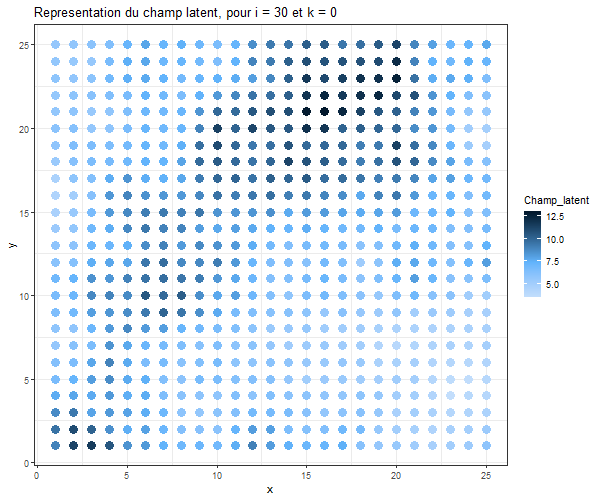 Representation du champ latent, pour i = 30 et k = 0
25
20
15
10
5
0
y
0 5 10 15 20 25
x
Champ_latent
12.5
10.0
7.5
5.0